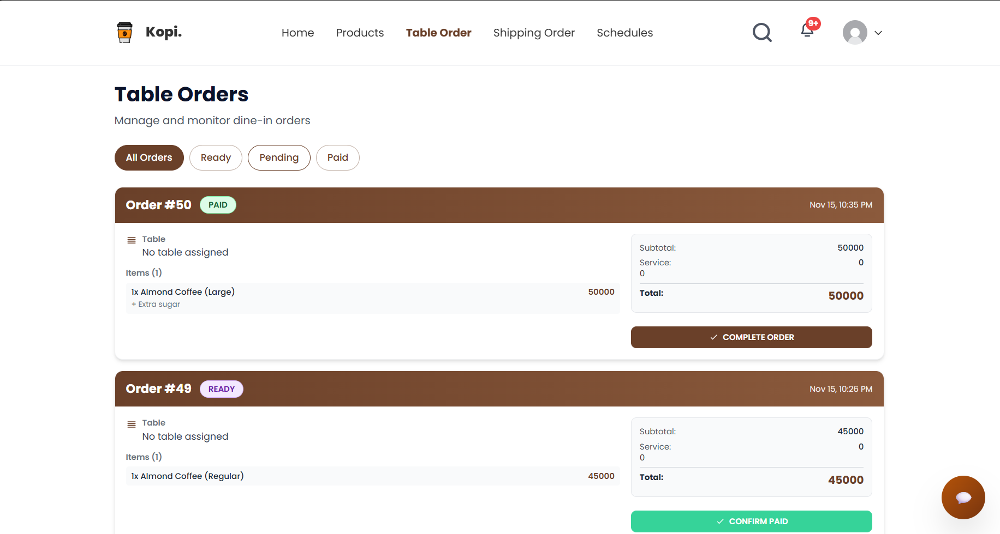 Kopi.
Home
Products
Table Order
Shipping Order
Schedules
9+
Table Orders
Manage and monitor dine-in orders
All Orders
Ready
Pending
Paid
Order #50
PAID
Nov 15, 10:35 PM
Table
No table assigned
Items (1)
1x Almond Coffee (Large)
50000
+ Extra sugar
Subtotal:
50000
Service:
0
0
Total:
50000
COMPLETE ORDER
Order #49
READY
Nov 15, 10:26 PM
Table
No table assigned
Items (1)
1x Almond Coffee (Regular)
45000
Subtotal:
45000
Service:
0
0
Total:
45000
CONFIRM PAID